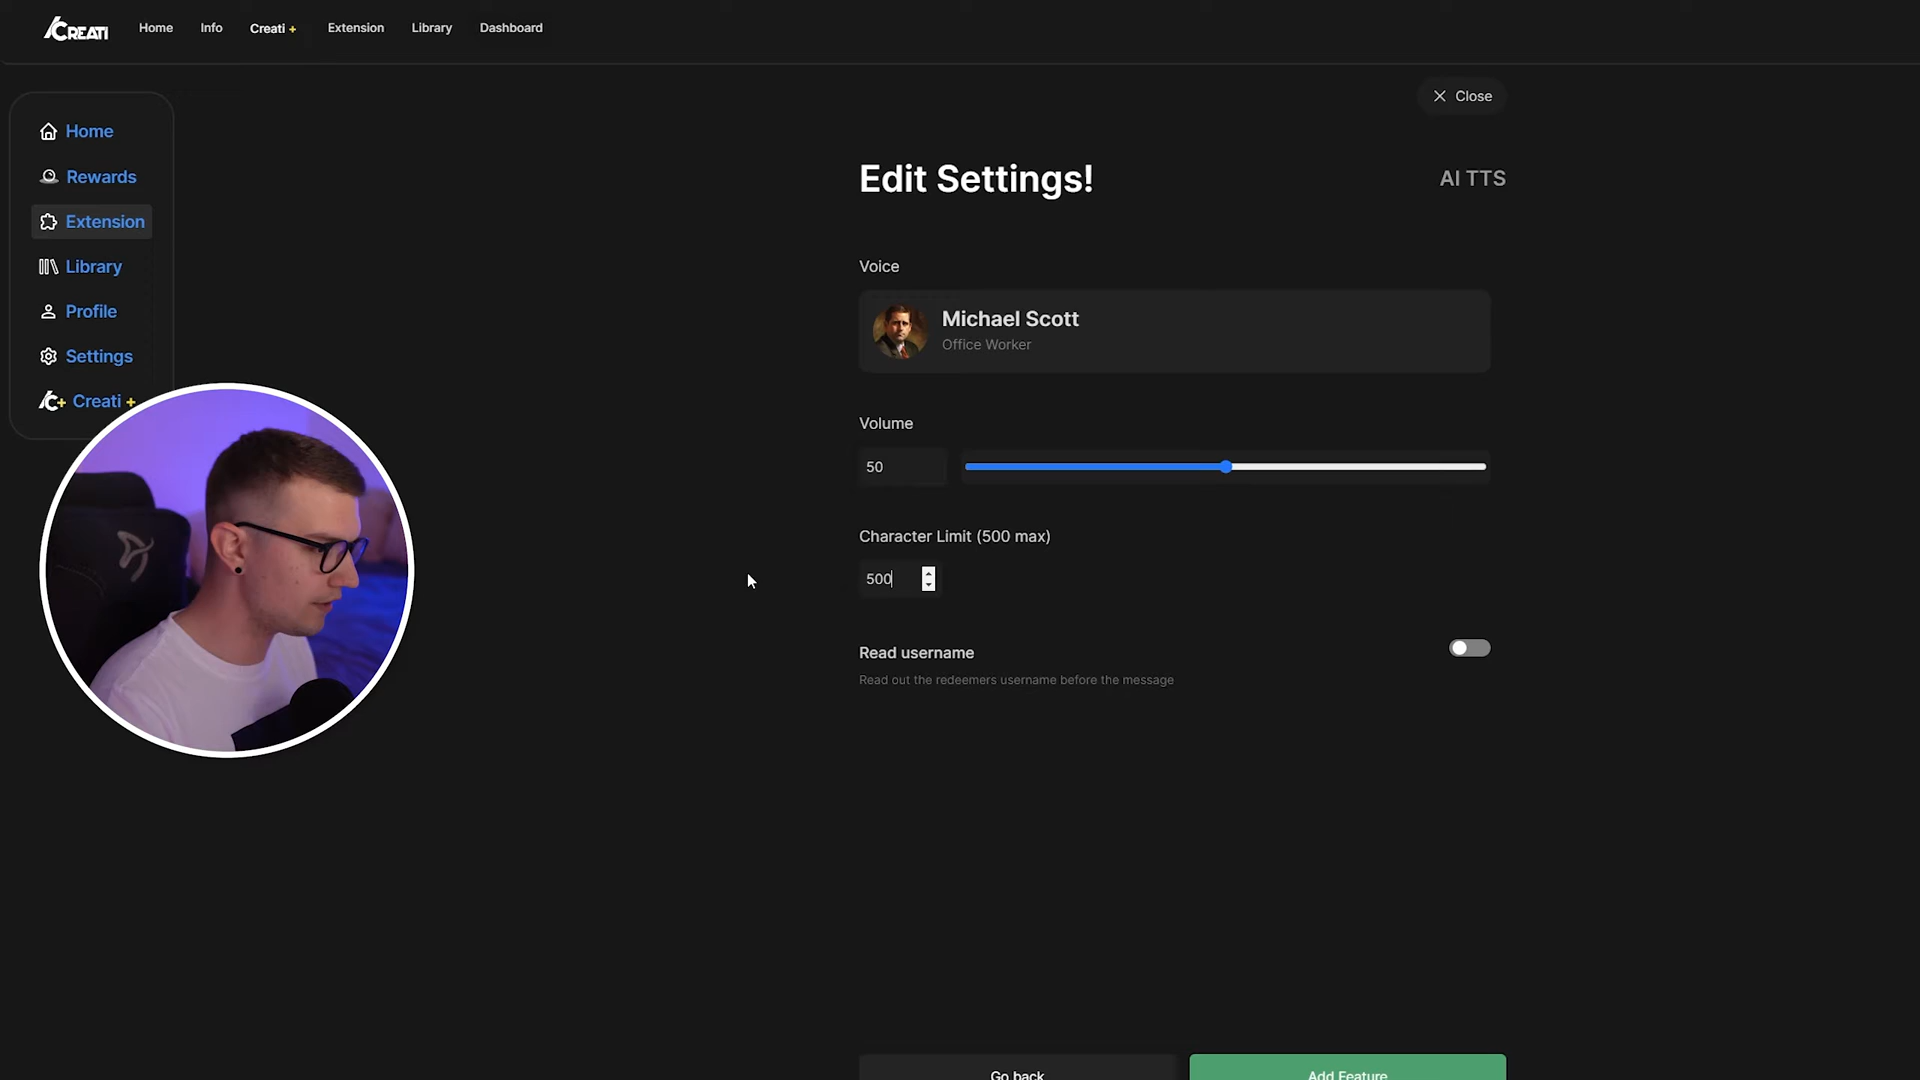 CREATI Home Info Creati + Extension Library Dashboard
Close
Home
Rewards
Extension
Library
Profile
Settings
C+ Creati +
Edit Settings!
AI TTS
Voice
Michael Scott
Office Worker
Volume
50
Character Limit (500 max)
500
Read username
Read out the redeemers username before the message
Go back
Add Feature